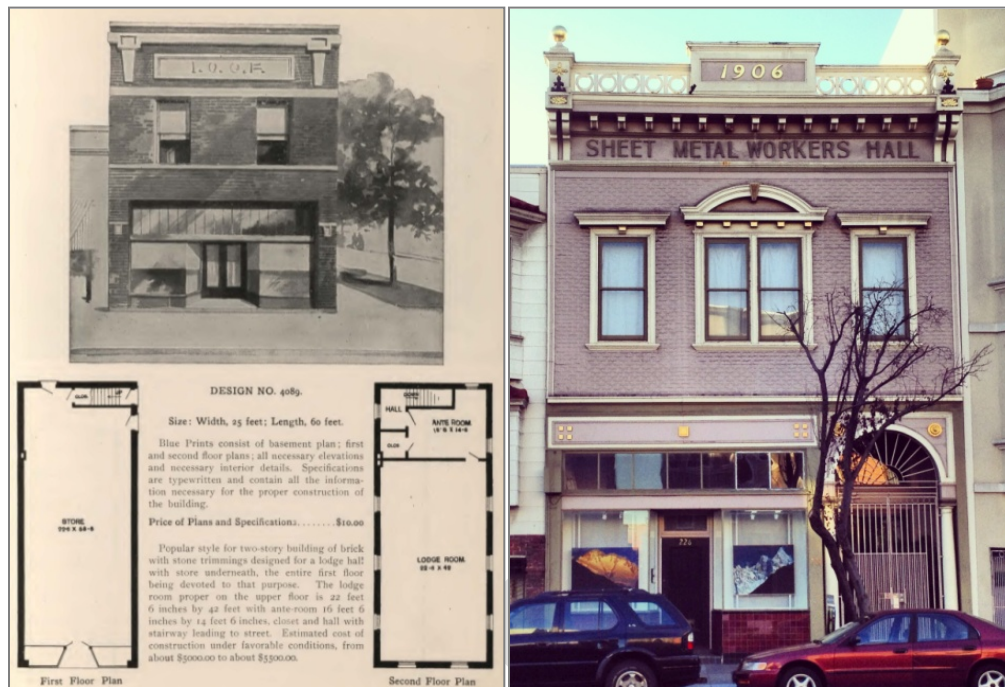 I.O.O.F.
DESIGN NO. 4089.
Size: Width, 25 feet; Length, 60 feet.
Blue Prints consist of basement plan; first
and second floor plans; all necessary elevations
and necessary interior details. Specifications
are typewritten and contain all the informa-
tion necessary for the proper construction of
the building.
Price of Plans and Specifications........$10.00
Popular style for two-story building of brick
with stone trimmings designed for a lodge hall
with store underneath, the entire first floor
being devoted to that purpose. The lodge
room proper on the upper floor is 22 feet
6 inches by 42 feet with ante-room 16 feet 6
inches by 14 feet 6 inches, closet and hall with
stairway leading to street. Estimated cost of
construction under favorable conditions, from
about $5000.00 to about $5500.00.
CLOS.
STORE
First Floor Plan
HALL
DOWN
ANTE ROOM
CLOS.
LODGE ROOM
Second Floor Plan
1906
SHEET METAL WORKERS HALL
226